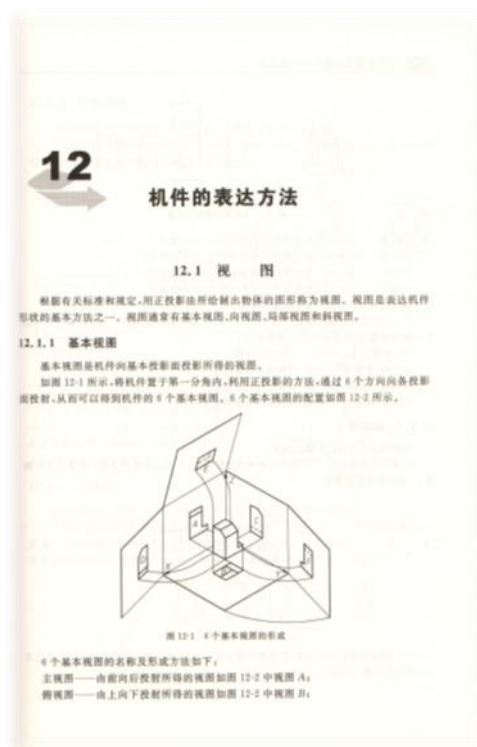 12
机件的表达方法
12.1 视 图
根据有关标准和规定,用正投影法所绘制出物体的图形称为视图。视图是表达机件
形状的基本方法之一。视图通常有基本视图、向视图、局部视图和斜视图。
12.1.1 基本视图
基本视图是机件向基本投影面投影所得的视图。
如图 12-1 所示,将机件置于第一分角内,利用正投影的方法,通过 6 个方向向各投影
面投射,从而可以得到机件的 6 个基本视图。6 个基本视图的配置如图 12-2 所示。
Z
A
C
X
Y
图 12-1 6 个基本视图的形成
6 个基本视图的名称及形成方法如下:
主视图——由前向后投射所得的视图如图 12-2 中视图 A;
俯视图——由上向下投射所得的视图如图 12-2 中视图 B;